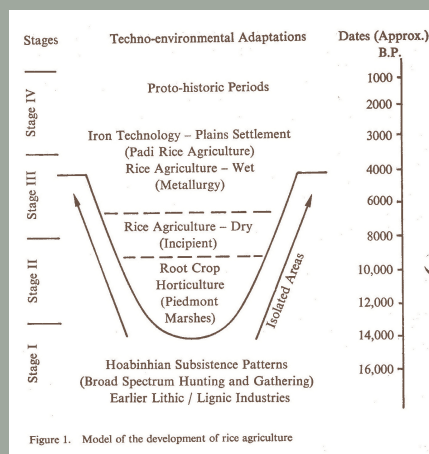 Stages
Techno-environmental Adaptations
Dates (Approx.)
B.P.
Stage IV
Stage III
Stage II
Stage I
Proto-historic Periods
Iron Technology – Plains Settlement
(Padi Rice Agriculture)
Rice Agriculture – Wet
(Metallurgy)
Rice Agriculture – Dry
(Incipient)
Root Crop
Horticulture
(Piedmont
Marshes)
Isolated Areas
Hoabinhian Subsistence Patterns
(Broad Spectrum Hunting and Gathering)
Earlier Lithic / Lignic Industries
1000
2000
3000
4000
6000
8000
10,000
12,000
14,000
16,000
Figure 1. Model of the development of rice agriculture